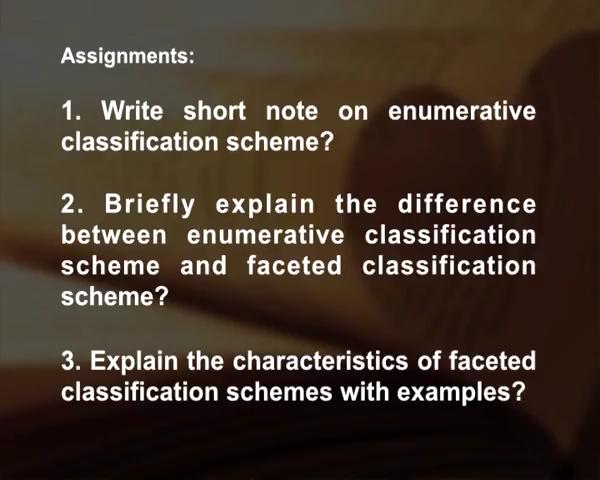 Assignments:
1. Write short note on enumerative
classification scheme?
2. Briefly explain the difference
between enumerative classification
scheme and faceted classification
scheme?
3. Explain the characteristics of faceted
classification schemes with examples?